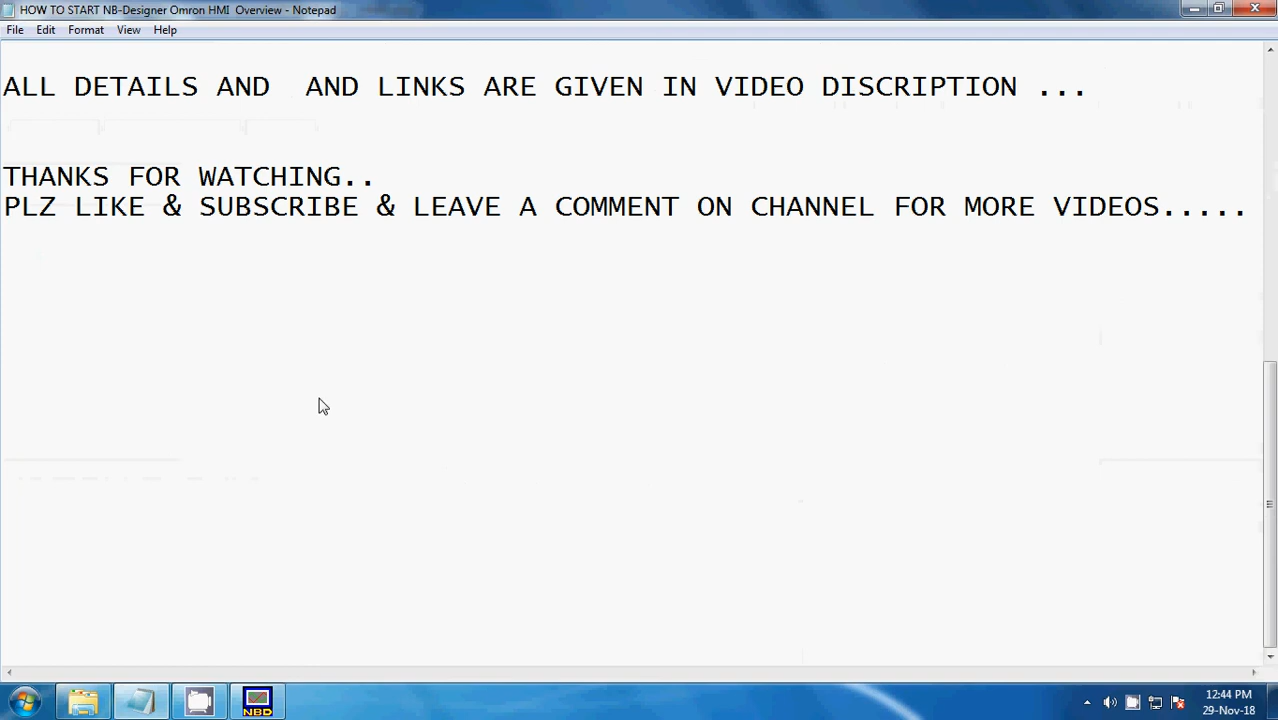 HOW TO START NB-Designer Omron HMI  Overview - Notepad
File Edit Format View Help
ALL DETAILS AND  AND LINKS ARE GIVEN IN VIDEO DISCRIPTION ...
THANKS FOR WATCHING..
PLZ LIKE & SUBSCRIBE & LEAVE A COMMENT ON CHANNEL FOR MORE VIDEOS.....
NBD
12:44 PM
29-Nov-18